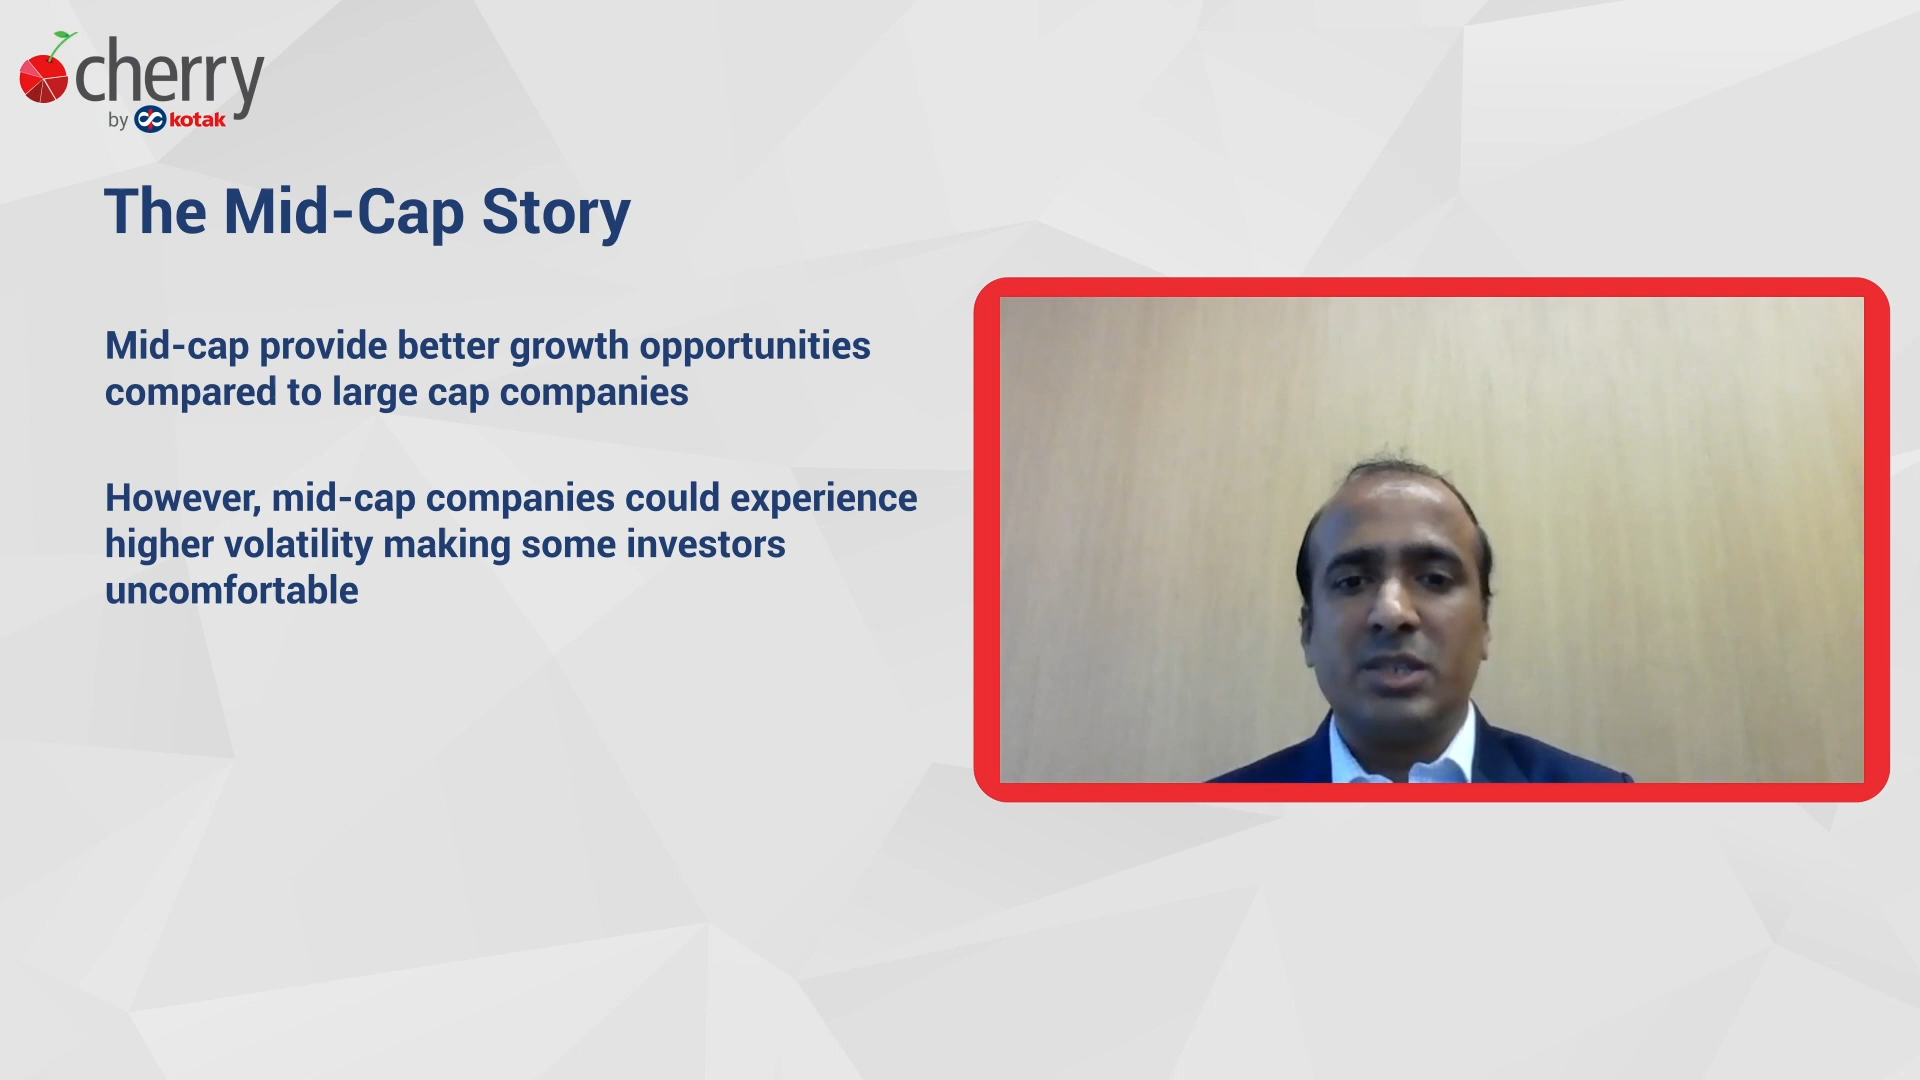 cherry
by kotak
The Mid-Cap Story
Mid-cap provide better growth opportunities
compared to large cap companies
However, mid-cap companies could experience
higher volatility making some investors
uncomfortable